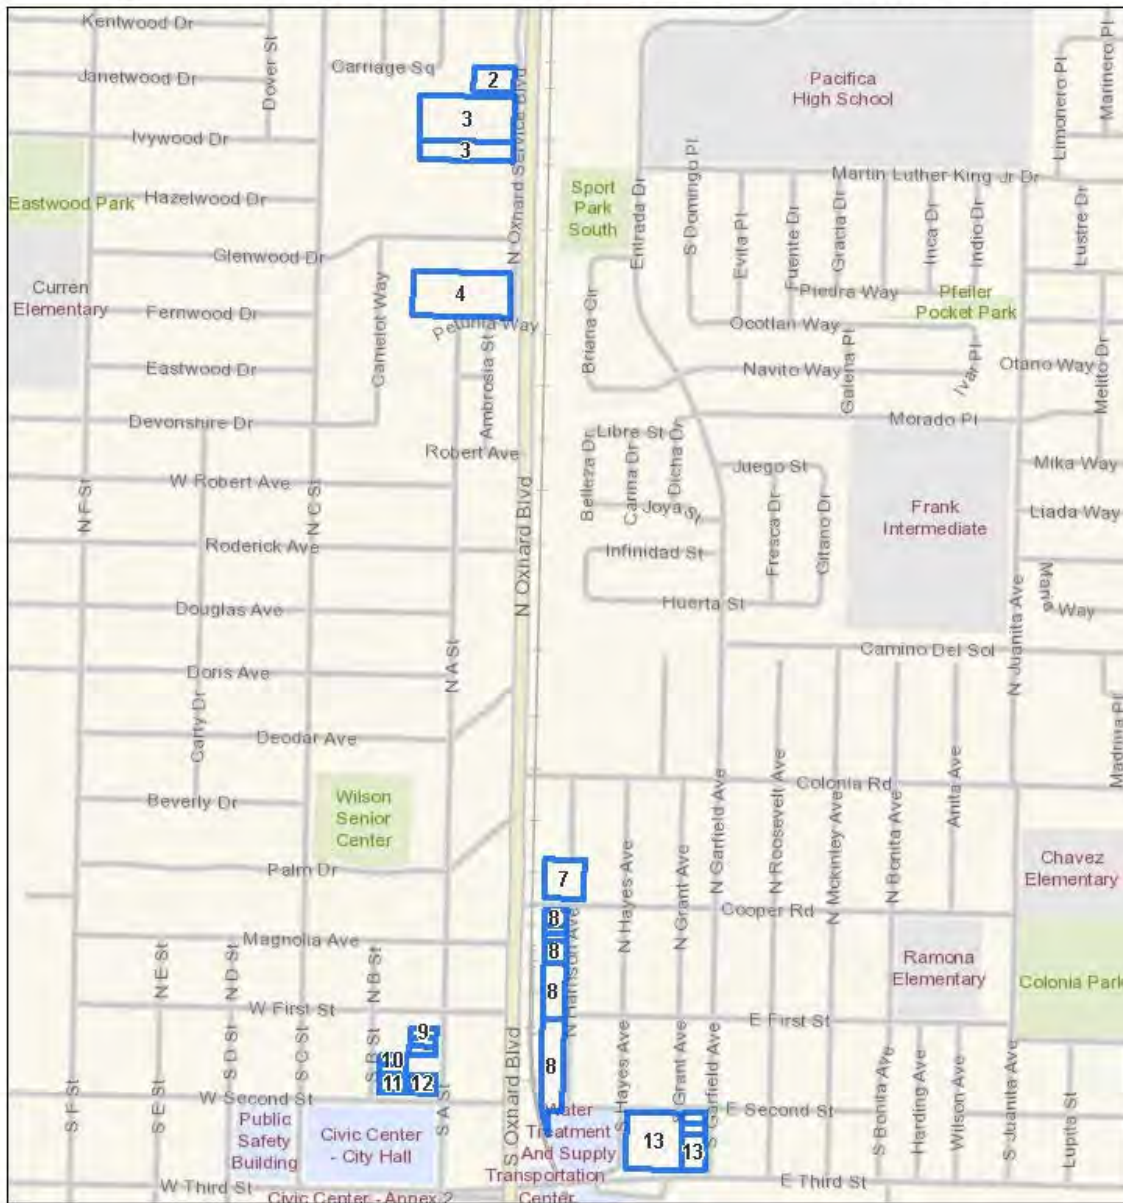 Kentwood Dr
Janetwood Dr
Dover St
Carriage Sq
2
N Oxnard Service Blvd
Pacifica
High School
Limonero Pl
Marinero Pl
3
3
Ivywood Dr
Eastwood Park
Hazelwood Dr
Sport
Park
South
Entrada Dr
S Domingo Pl
Martin Luther King Jr Dr
Evita Pl
Fuente Dr
Gracia Dr
Inca Dr
Indio Dr
Lustre Dr
Glenwood Dr
Curren
Elementary
Camelot Way
4
Fernwood Dr
Petunia Way
Briana Cir
Piedra Way
Pfeiler
Pocket Park
Ocotlan Way
Eastwood Dr
Ambrosia St
Navito Way
Galena Pl
Ivar Pl
Otano Way
Melito Dr
Devonshire Dr
Robert Ave
Libre St
Belleza Dr
Carina Dr
Dicha Dr
Morado Pl
N F St
W Robert Ave
N C St
N Oxnard Blvd
Juego St
Joya St
Mika Way
Frank
Intermediate
Liada Way
Roderick Ave
Infinidad St
Fresca Dr
Gitano Dr
Huerta St
Douglas Ave
Way
Doris Ave
N A St
Camino Del Sol
N Juanita Ave
Carty Dr
Deodar Ave
Madrina Pl
Beverly Dr
Wilson
Senior
Center
Colonia Rd
N Garfield Ave
N Roosevelt Ave
N Mckinley Ave
N Bonita Ave
Anita Ave
Palm Dr
7
N Hayes Ave
N Grant Ave
Chavez
Elementary
Magnolia Ave
8
8
8
8
N Harrison Ave
Cooper Rd
Ramona
Elementary
Colonia Park
N E St
N D St
N B St
W First St
E First St
9
10
11
12
S F St
S E St
S D St
S C St
S B St
S A St
S Oxnard Blvd
W Second St
S Hayes Ave
S Grant Ave
S Garfield Ave
E Second St
S Bonita Ave
Harding Ave
Wilson Ave
S Juanita Ave
Lupita St
Public
Safety
Building
Civic Center
- City Hall
Water
Treatment
And Supply
Transportation
Center
13
13
W Third St
Civic Center - Annex 2
E Third St